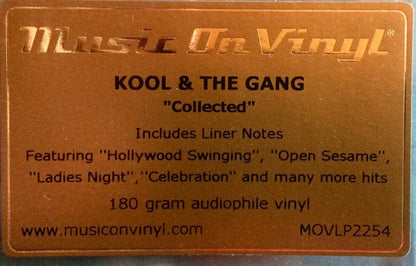 Music On Vinyl®
KOOL & THE GANG
"Collected"
Includes Liner Notes
Featuring "Hollywood Swinging", "Open Sesame",
"Ladies Night","Celebration" and many more hits
180 gram audiophile vinyl
www.musiconvinyl.com MOVLP2254